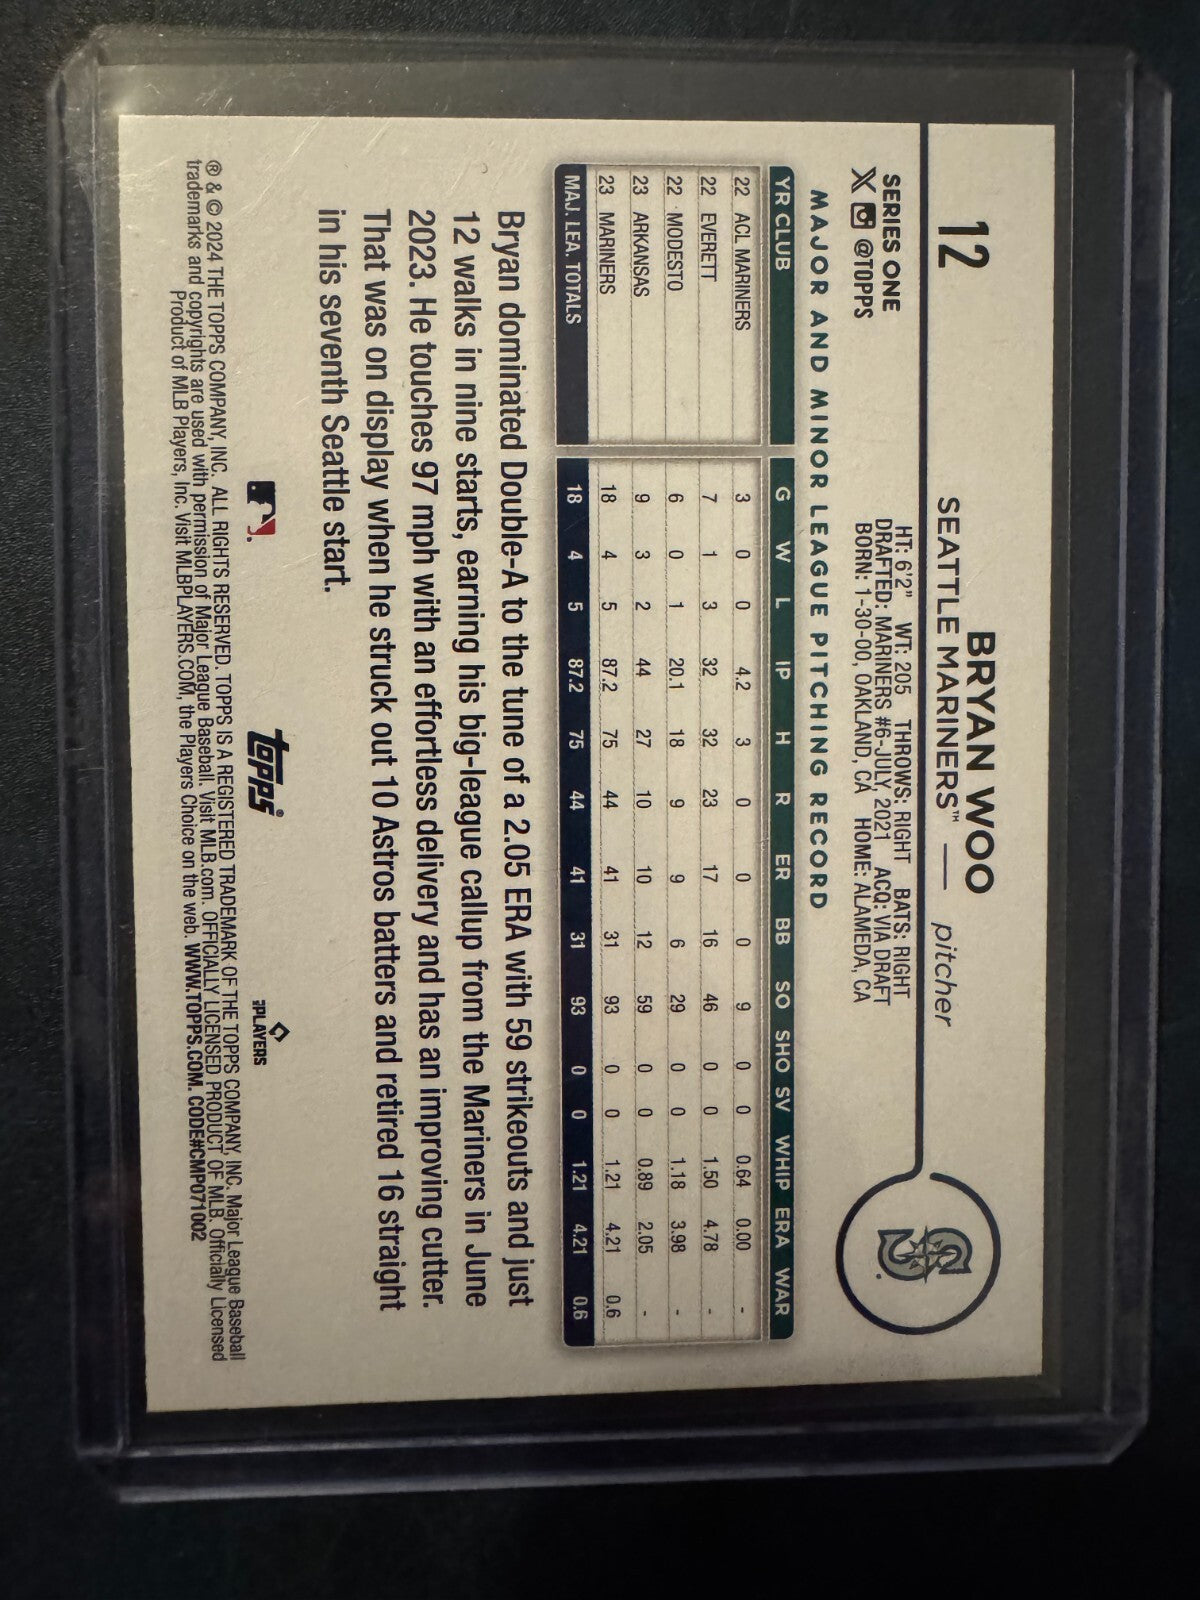 12
BRYAN WOO
SEATTLE MARINERS™ — pitcher
SERIES ONE
X @TOPPS
HT: 6'2" WT: 205 THROWS: RIGHT BATS: RIGHT
DRAFTED: MARINERS #6-JULY, 2021 ACQ: VIA DRAFT
BORN: 1-30-00, OAKLAND, CA HOME: ALAMEDA, CA
MAJOR AND MINOR LEAGUE PITCHING RECORD
YR CLUB G W L IP H R ER BB SO SHO SV WHIP ERA WAR
22 ACL MARINERS 3 0 0 4.2 3 0 0 0 9 0 0 0.64 0.00 -
22 EVERETT 7 1 3 32 32 23 17 16 46 0 0 1.50 4.78 -
22 MODESTO 6 0 1 20.1 18 9 9 6 29 0 0 1.18 3.98 -
23 ARKANSAS 9 3 2 44 27 10 10 12 59 0 0 0.89 2.05 -
23 MARINERS 18 4 5 87.2 75 44 41 31 93 0 0 1.21 4.21 0.6
MAJ. LEA. TOTALS 18 4 5 87.2 75 44 41 31 93 0 0 1.21 4.21 0.6
Bryan dominated Double-A to the tune of a 2.05 ERA with 59 strikeouts and just
12 walks in nine starts, earning his big-league callup from the Mariners in June
2023. He touches 97 mph with an effortless delivery and has an improving cutter.
That was on display when he struck out 10 Astros batters and retired 16 straight
in his seventh Seattle start.
topps®
PLAYERS
® & © 2024 THE TOPPS COMPANY, INC. ALL RIGHTS RESERVED. TOPPS IS A REGISTERED TRADEMARK OF THE TOPPS COMPANY, INC. Major League Baseball
trademarks and copyrights are used with permission of Major League Baseball. Visit MLB.com. OFFICIALLY LICENSED PRODUCT OF MLB. Officially Licensed
Product of MLB Players, Inc. Visit MLBPLAYERS.COM, the Players Choice on the web. WWW.TOPPS.COM. CODE#CMP071002